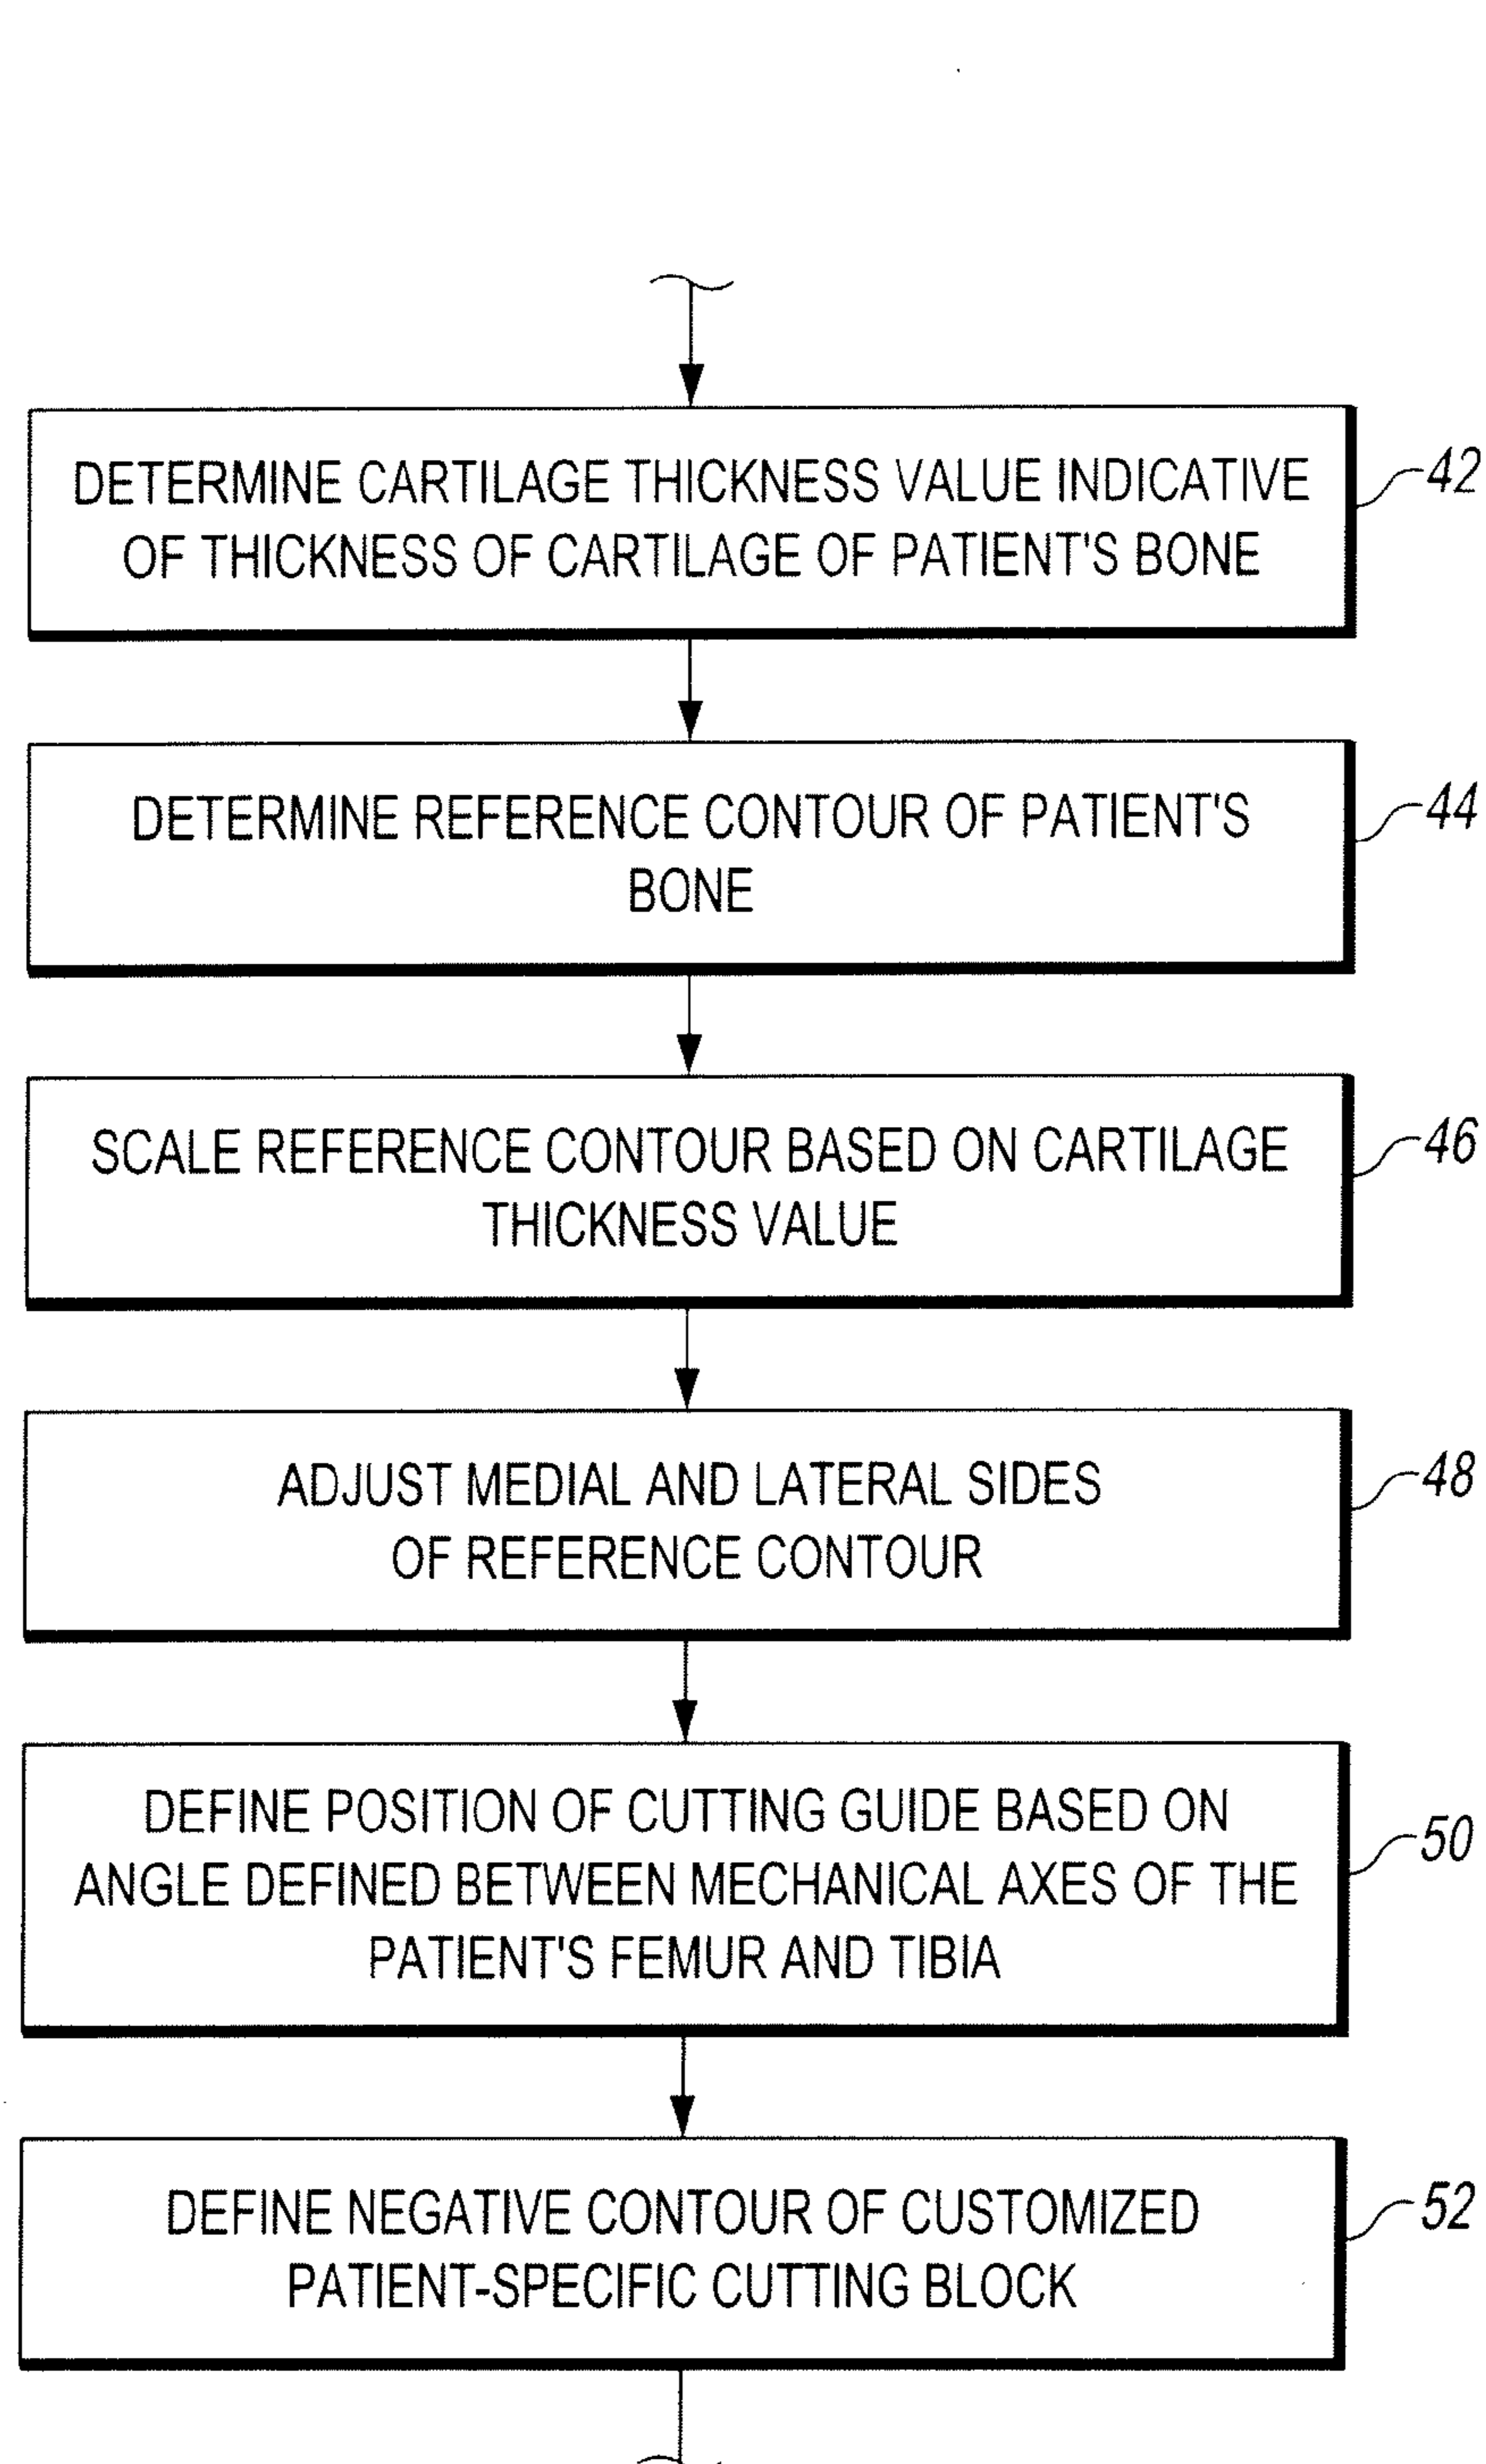 DETERMINE CARTILAGE THICKNESS VALUE INDICATIVE
OF THICKNESS OF CARTILAGE OF PATIENT'S BONE
42
DETERMINE REFERENCE CONTOUR OF PATIENT'S
BONE
44
SCALE REFERENCE CONTOUR BASED ON CARTILAGE
THICKNESS VALUE
46
ADJUST MEDIAL AND LATERAL SIDES
OF REFERENCE CONTOUR
48
DEFINE POSITION OF CUTTING GUIDE BASED ON
ANGLE DEFINED BETWEEN MECHANICAL AXES OF THE
PATIENT'S FEMUR AND TIBIA
50
DEFINE NEGATIVE CONTOUR OF CUSTOMIZED
PATIENT-SPECIFIC CUTTING BLOCK
52